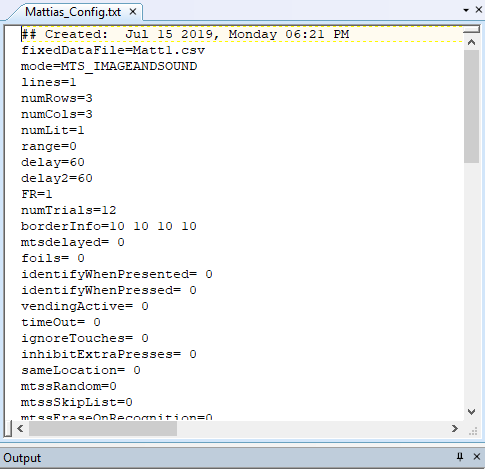 Mattias_Config.txt
## Created:  Jul 15 2019, Monday 06:21 PM
fixedDataFile=Matt1.csv
mode=MTS_IMAGEANDSOUND
lines=1
numRows=3
numCols=3
numLit=1
range=0
delay=60
delay2=60
FR=1
numTrials=12
borderInfo=10 10 10 10
mtsdelayed= 0
foils= 0
identifyWhenPresented= 0
identifyWhenPressed= 0
vendingActive= 0
timeOut= 0
ignoreTouches= 0
inhibitExtraPresses= 0
sameLocation= 0
mtssRandom=0
mtssSkipList=0
mtssEraseOnRecognition=0
Output